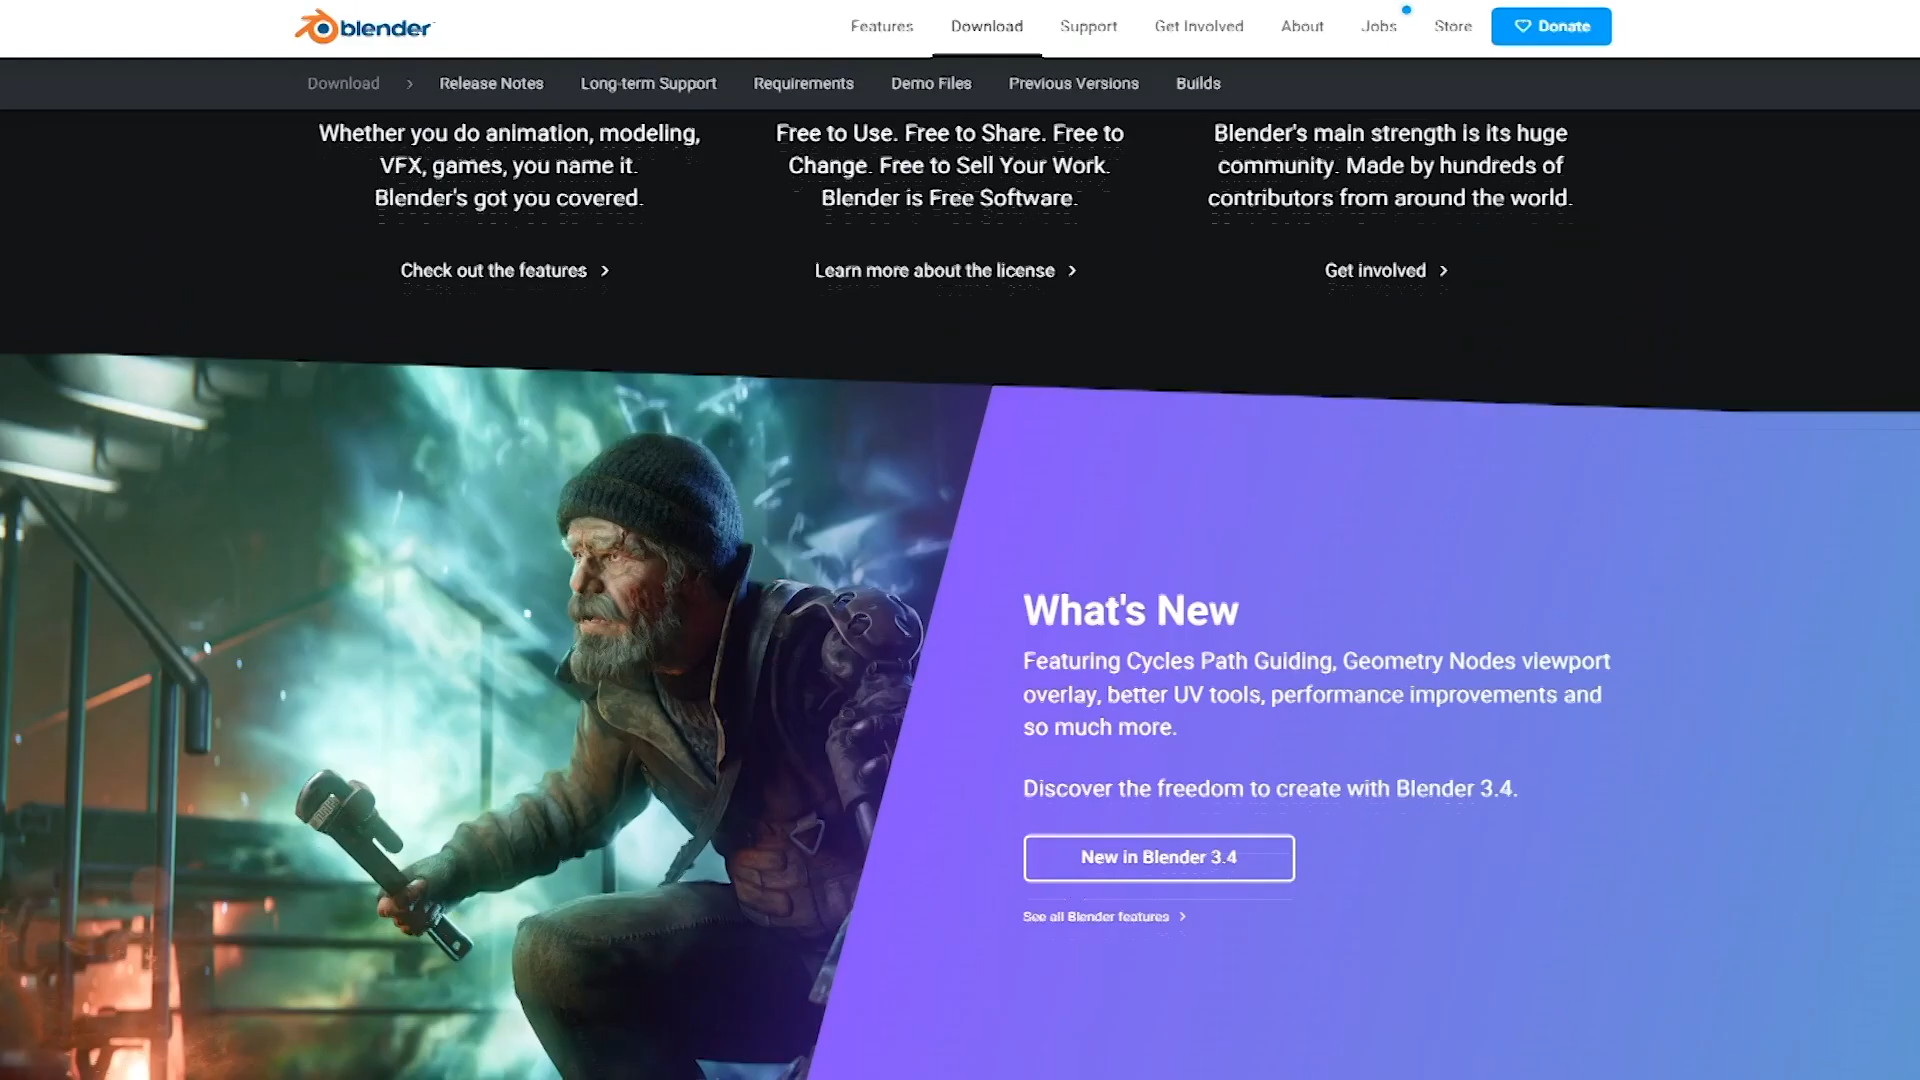 blender
Features
Download
Support
Get Involved
About
Jobs
Store
Donate
Download
Release Notes
Long-term Support
Requirements
Demo Files
Previous Versions
Builds
Whether you do animation, modeling,
VFX, games, you name it.
Blender's got you covered.
Check out the features
Free to Use. Free to Share. Free to
Change. Free to Sell Your Work.
Blender is Free Software.
Learn more about the license
Blender's main strength is its huge
community. Made by hundreds of
contributors from around the world.
Get involved
What's New
Featuring Cycles Path Guiding, Geometry Nodes viewport
overlay, better UV tools, performance improvements and
so much more.
Discover the freedom to create with Blender 3.4.
New in Blender 3.4
See all Blender features